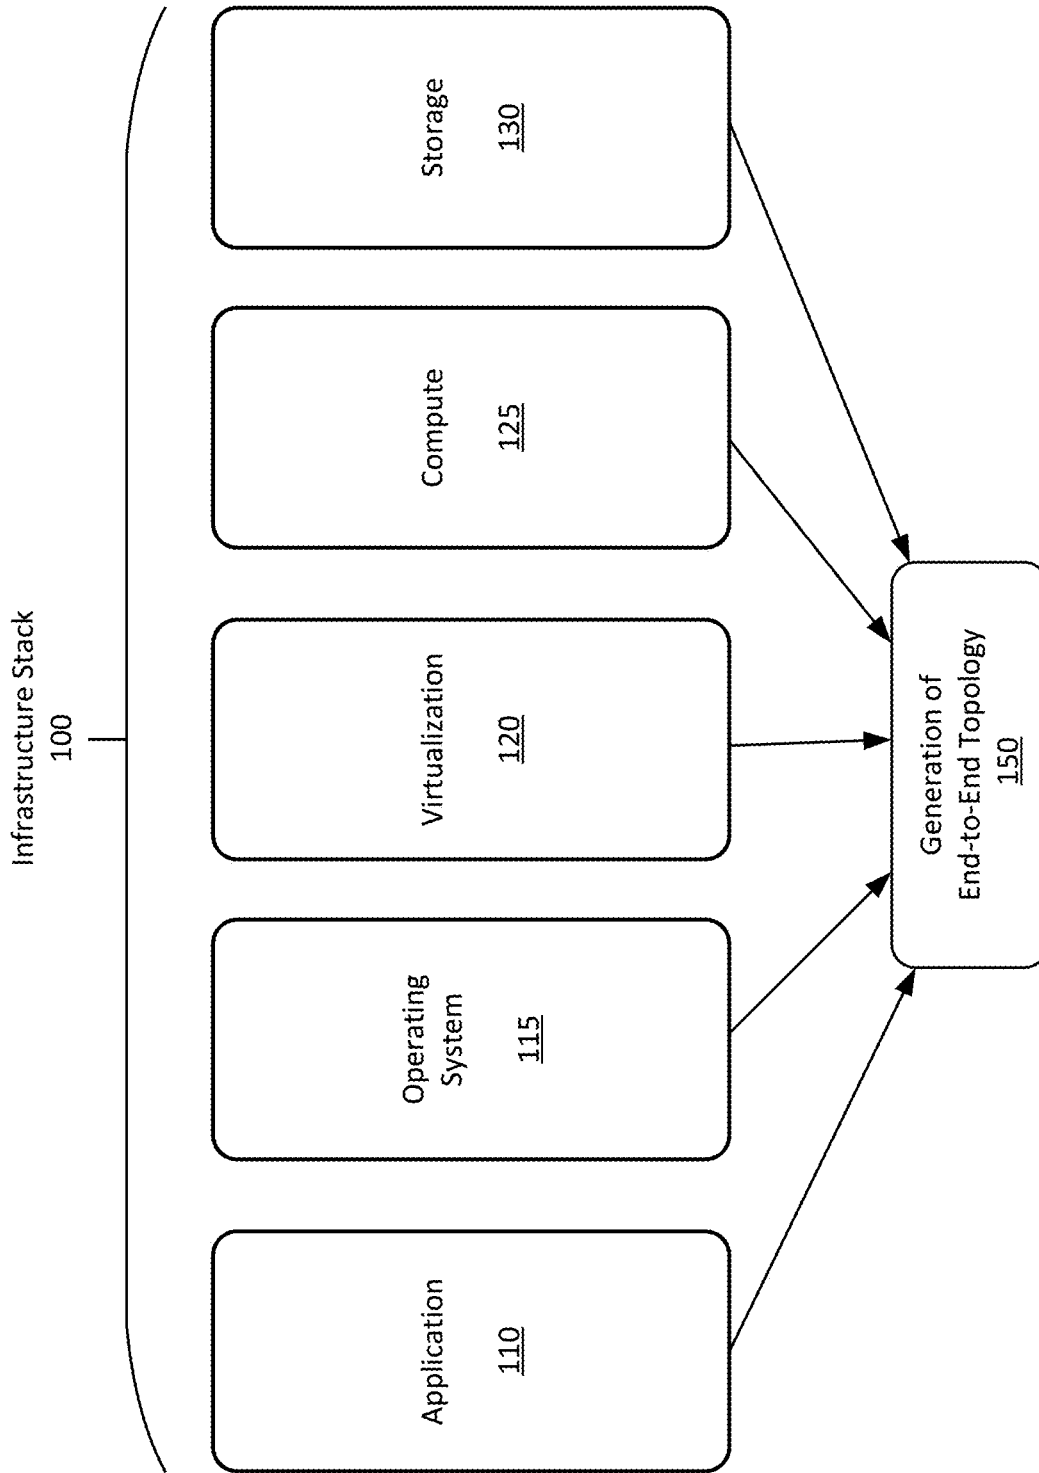 Infrastructure Stack
100
Application
110
Operating
System
115
Virtualization
120
Compute
125
Storage
130
Generation of
End-to-End Topology
150